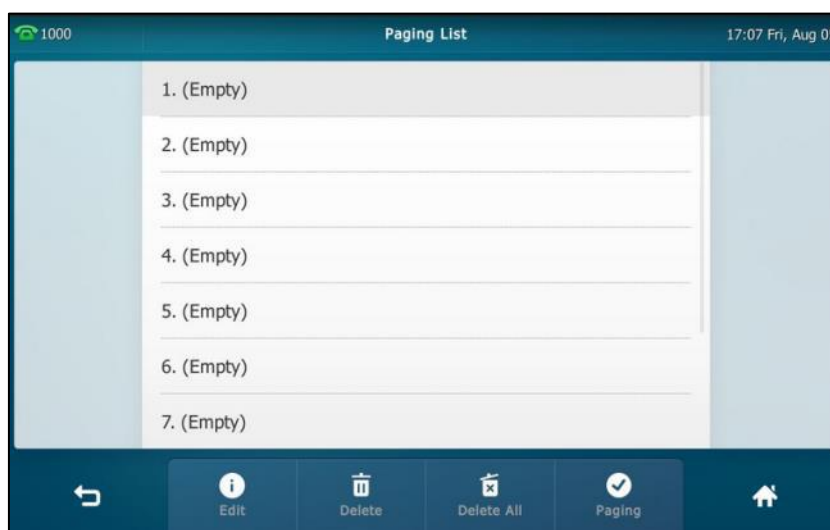 1000 Paging List 17:07 Fri, Aug
1. (Empty)
2. (Empty)
3. (Empty)
4. (Empty)
5. (Empty)
6. (Empty)
7. (Empty)
Edit Delete Delete All Paging